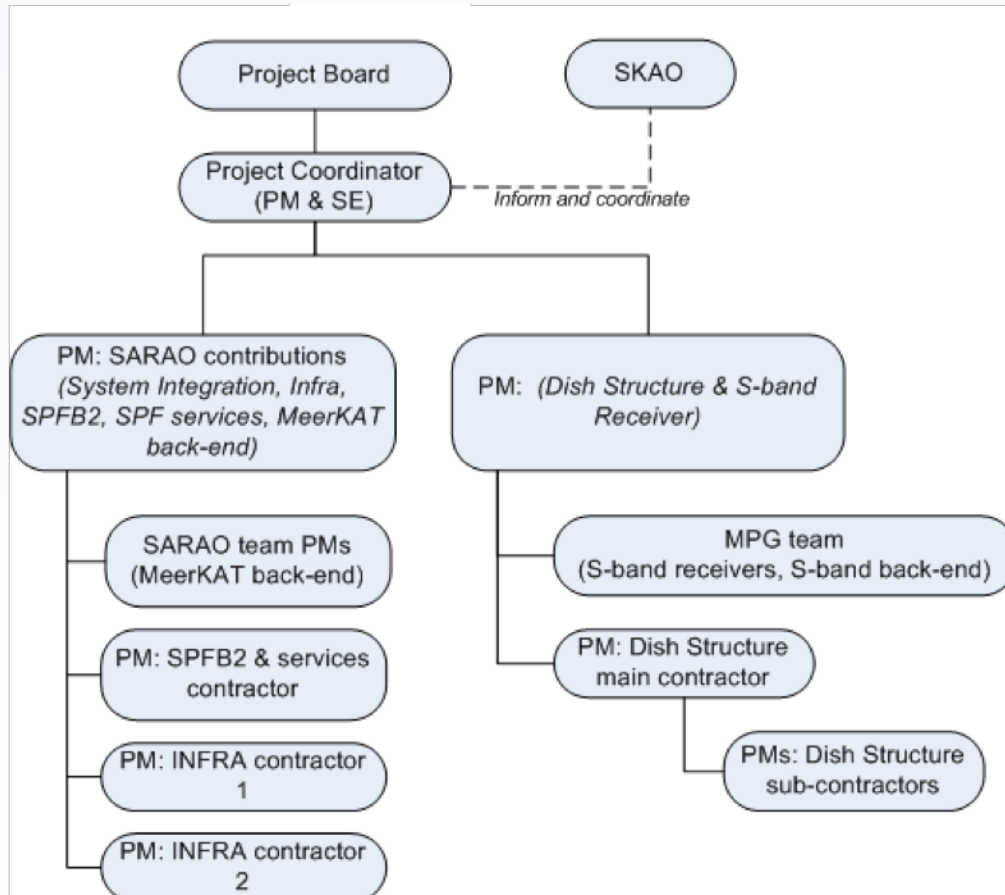 Project Board
SKAO
Project Coordinator
(PM & SE)
Inform and coordinate
PM: SARAO contributions
(System Integration, Infra,
SPFB2, SPF services, MeerKAT
back-end)
PM: (Dish Structure & S-band
Receiver)
SARAO team PMs
(MeerKAT back-end)
PM: SPFB2 & services
contractor
PM: INFRA contractor
1
PM: INFRA contractor
2
MPG team
(S-band receivers, S-band back-end)
PM: Dish Structure
main contractor
PMs: Dish Structure
sub-contractors